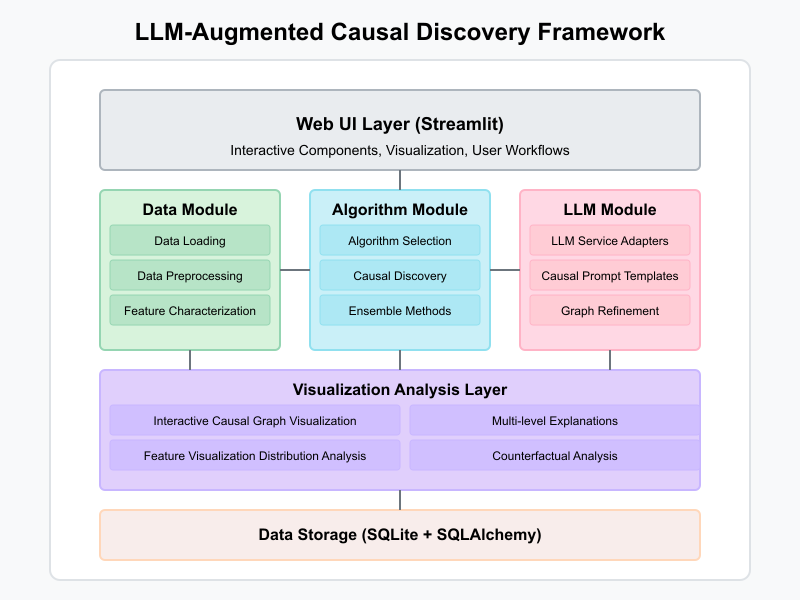 LLM-Augmented Causal Discovery Framework
Web UI Layer (Streamlit)
Interactive Components, Visualization, User Workflows
Data Module
Data Loading
Data Preprocessing
Feature Characterization
Algorithm Module
Algorithm Selection
Causal Discovery
Ensemble Methods
LLM Module
LLM Service Adapters
Causal Prompt Templates
Graph Refinement
Visualization Analysis Layer
Interactive Causal Graph Visualization
Multi-level Explanations
Feature Visualization Distribution Analysis
Counterfactual Analysis
Data Storage (SQLite + SQLAlchemy)